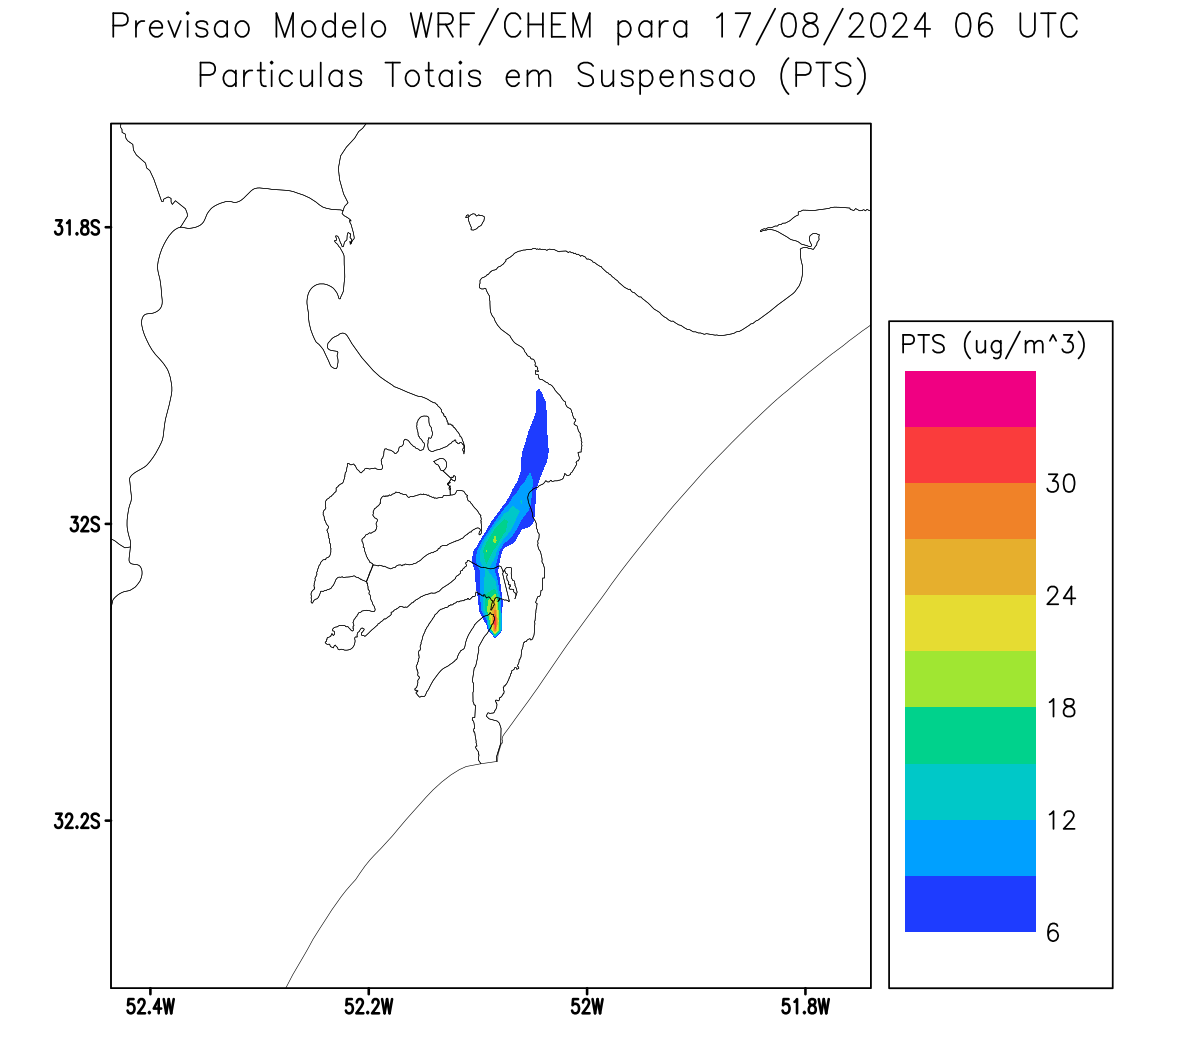 Previsao Modelo WRF/CHEM para 17/08/2024 06 UTC
Particulas Totais em Suspensao (PTS)
31.8S
32S
32.2S
52.4W
52.2W
52W
51.8W
PTS (ug/m^3)
30
24
18
12
6